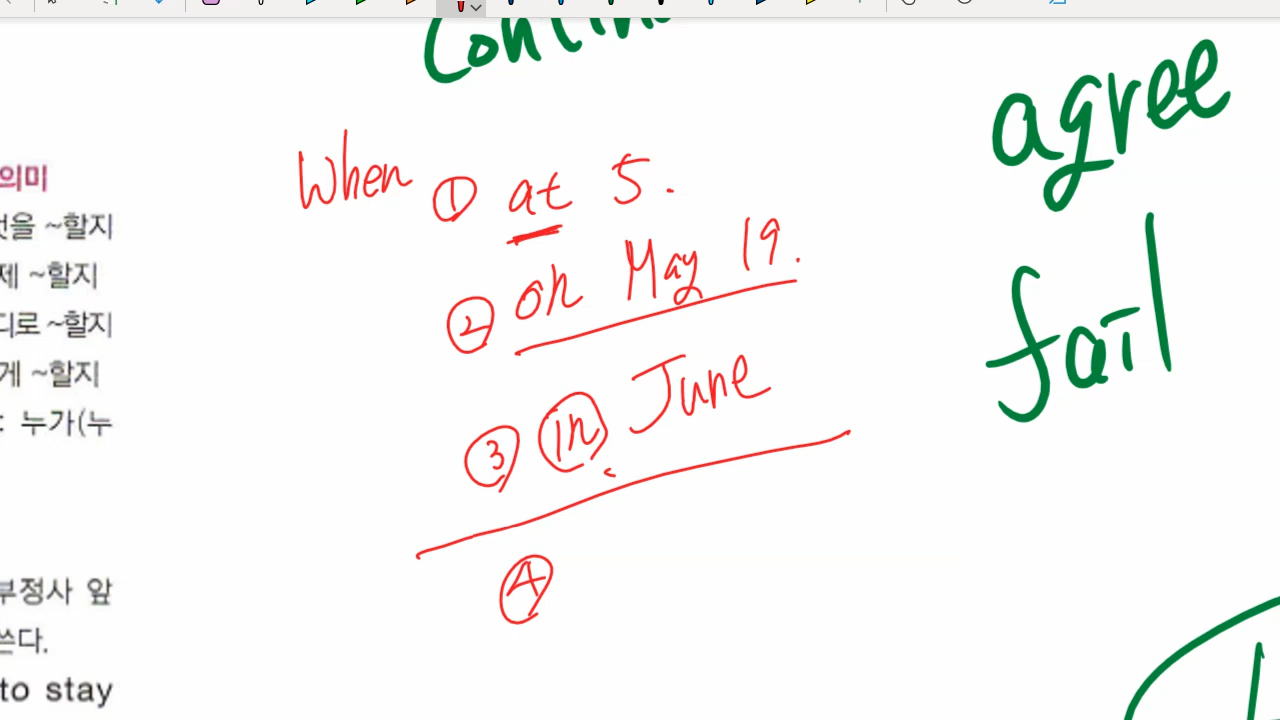 agree
의미
When ① at 5.
것을 ~할지
② on May 19.
제 ~할지
fail
디로 ~할지
게 ~할지
③ in June
: 누가(누
④
부정사 앞
쓴다.
to stay